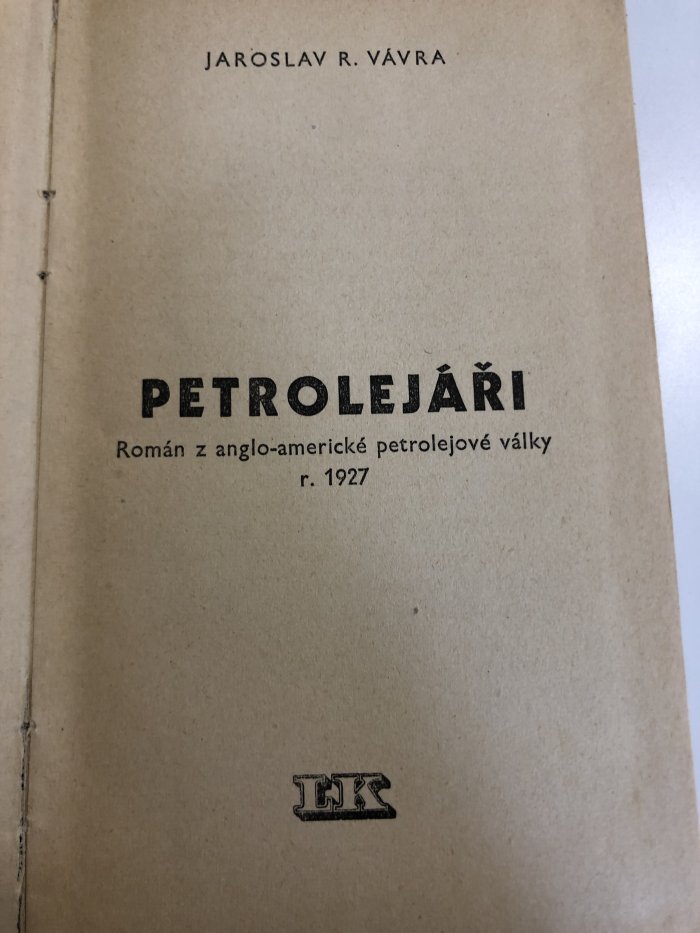 JAROSLAV R. VÁVRA
PETROLEJÁŘI
Román z anglo-americké petrolejové války
r. 1927
LK